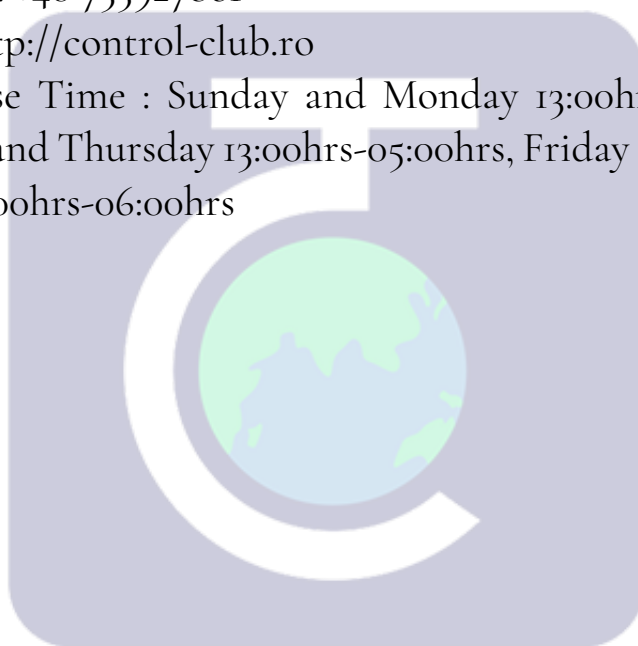 tp://control-club.ro
se Time : Sunday and Monday 13:00hr
and Thursday 13:00hrs-05:00hrs, Friday
00hrs-06:00hrs